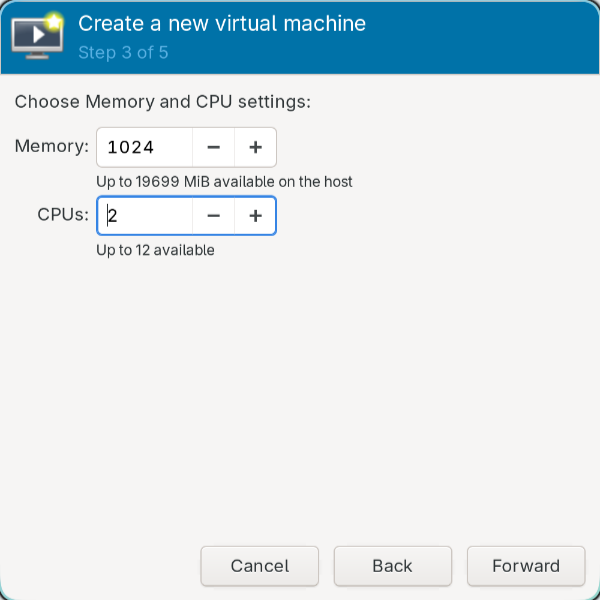 Create a new virtual machine
Step 3 of 5
Choose Memory and CPU settings:
Memory: 1024 − +
Up to 19699 MiB available on the host
CPUs: 2 − +
Up to 12 available
Cancel Back Forward